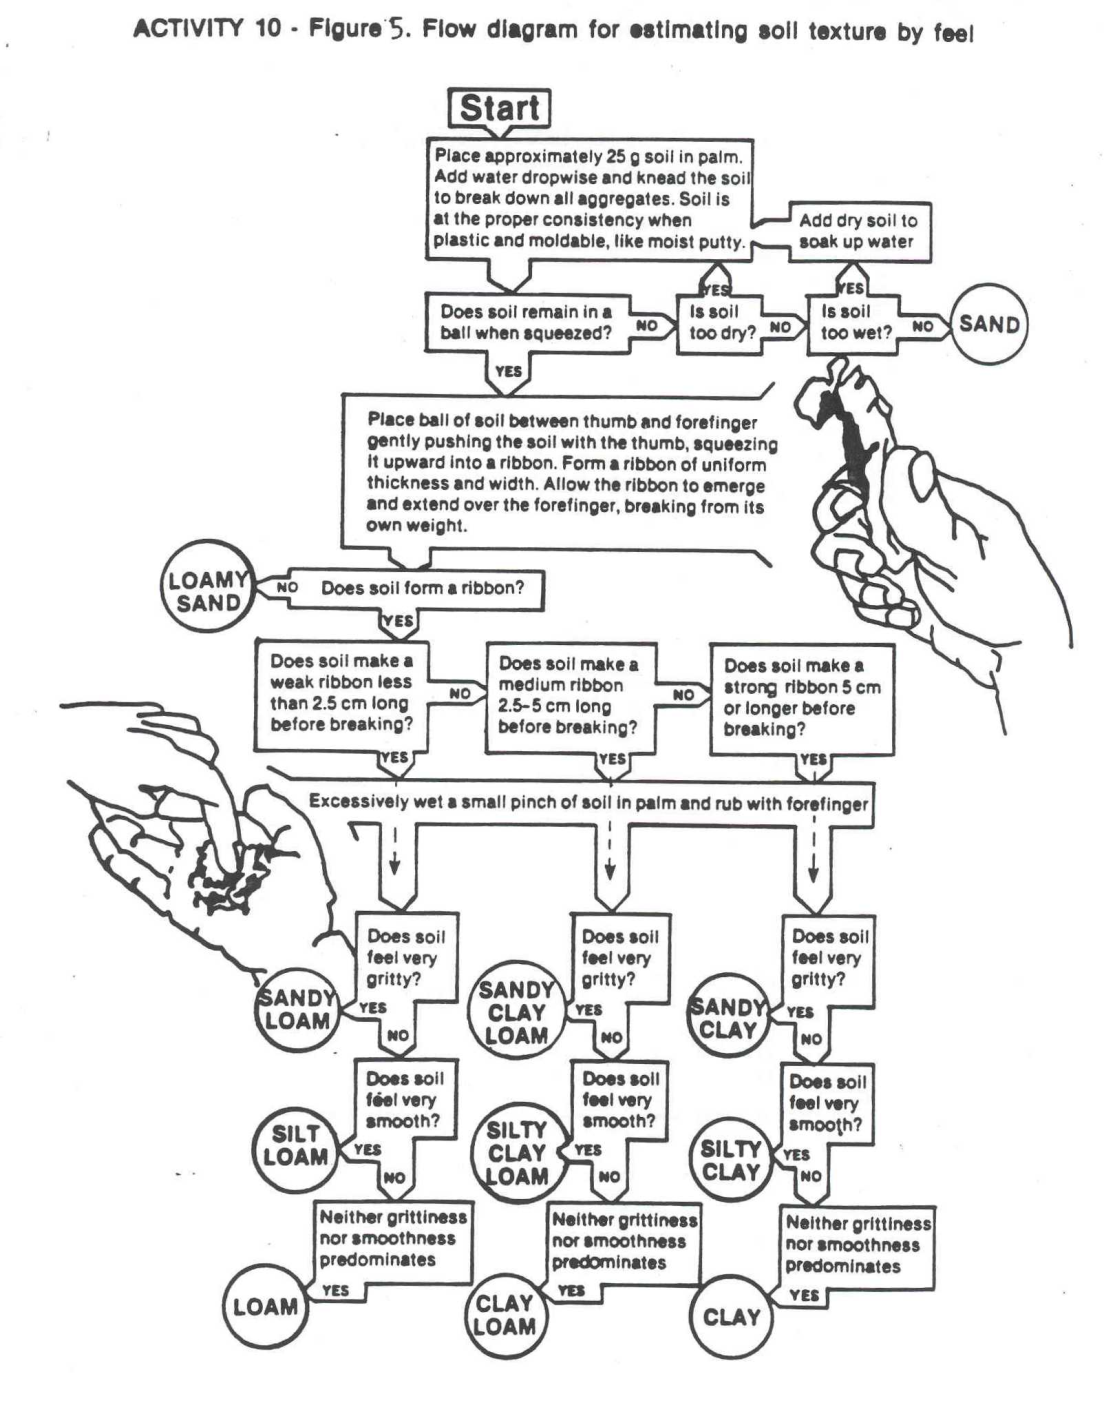 ACTIVITY 10 - Figure 5. Flow diagram for estimating soil texture by feel
Start
Place approximately 25 g soil in palm.
Add water dropwise and knead the soil
to break down all aggregates. Soil is
at the proper consistency when
plastic and moldable, like moist putty.
Add dry soil to
soak up water
YES
YES
Does soil remain in a
ball when squeezed?
NO
Is soil
too dry?
NO
Is soil
too wet?
NO
SAND
YES
Place ball of soil between thumb and forefinger
gently pushing the soil with the thumb, squeezing
it upward into a ribbon. Form a ribbon of uniform
thickness and width. Allow the ribbon to emerge
and extend over the forefinger, breaking from its
own weight.
LOAMY
SAND
NO
Does soil form a ribbon?
YES
Does soil make a
weak ribbon less
than 2.5 cm long
before breaking?
NO
Does soil make a
medium ribbon
2.5-5 cm long
before breaking?
NO
Does soil make a
strong ribbon 5 cm
or longer before
breaking?
YES
YES
YES
Excessively wet a small pinch of soil in palm and rub with forefinger
Does soil
feel very
gritty?
Does soil
feel very
gritty?
Does soil
feel very
gritty?
SANDY
LOAM
YES
NO
SANDY
CLAY
LOAM
YES
NO
SANDY
CLAY
YES
NO
Does soil
feel very
smooth?
Does soil
feel very
smooth?
Does soil
feel very
smooth?
SILT
LOAM
YES
NO
SILTY
CLAY
LOAM
YES
NO
SILTY
CLAY
YES
NO
Neither grittiness
nor smoothness
predominates
Neither grittiness
nor smoothness
predominates
Neither grittiness
nor smoothness
predominates
LOAM
YES
CLAY
LOAM
YES
CLAY
YES